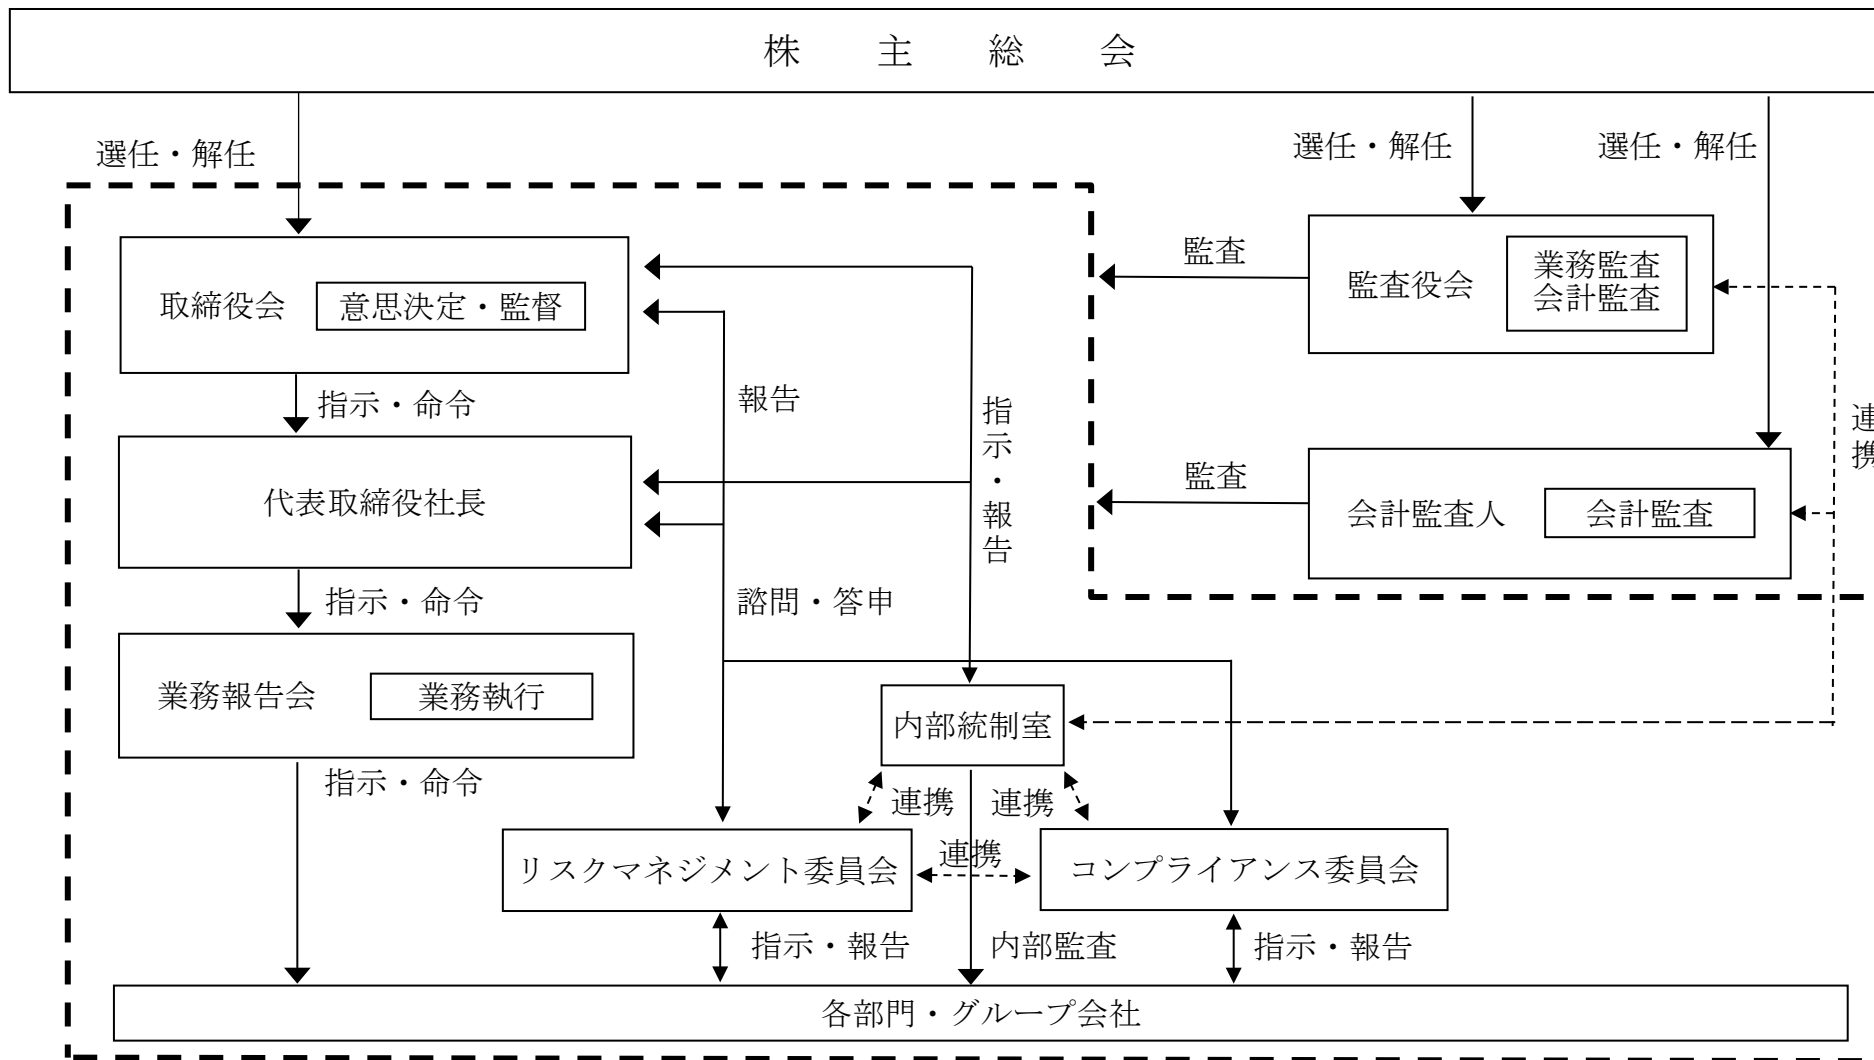 株主総会
選任・解任
選任・解任
選任・解任
取締役会
意思決定・監督
監査
監査役会
業務監査
会計監査
指示・命令
報告
指示・報告
連携
代表取締役社長
監査
会計監査人
会計監査
指示・命令
諮問・答申
業務報告会
業務執行
内部統制室
指示・命令
連携
連携
リスクマネジメント委員会
連携
コンプライアンス委員会
指示・報告
内部監査
指示・報告
各部門・グループ会社